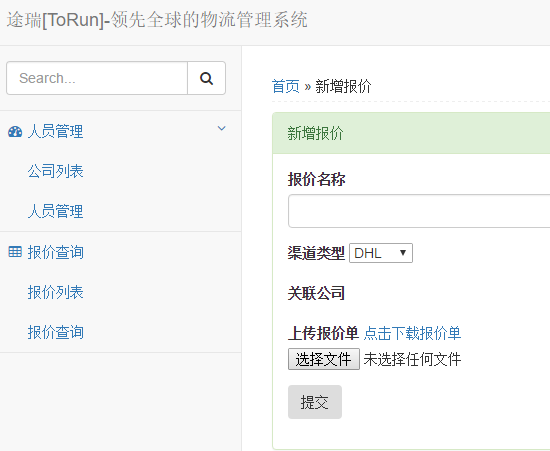 途瑞[ToRun]-领先全球的物流管理系统
Search...
人员管理
公司列表
人员管理
报价查询
报价列表
报价查询
首页 » 新增报价
新增报价
报价名称
渠道类型 DHL
关联公司
上传报价单 点击下载报价单
选择文件 未选择任何文件
提交